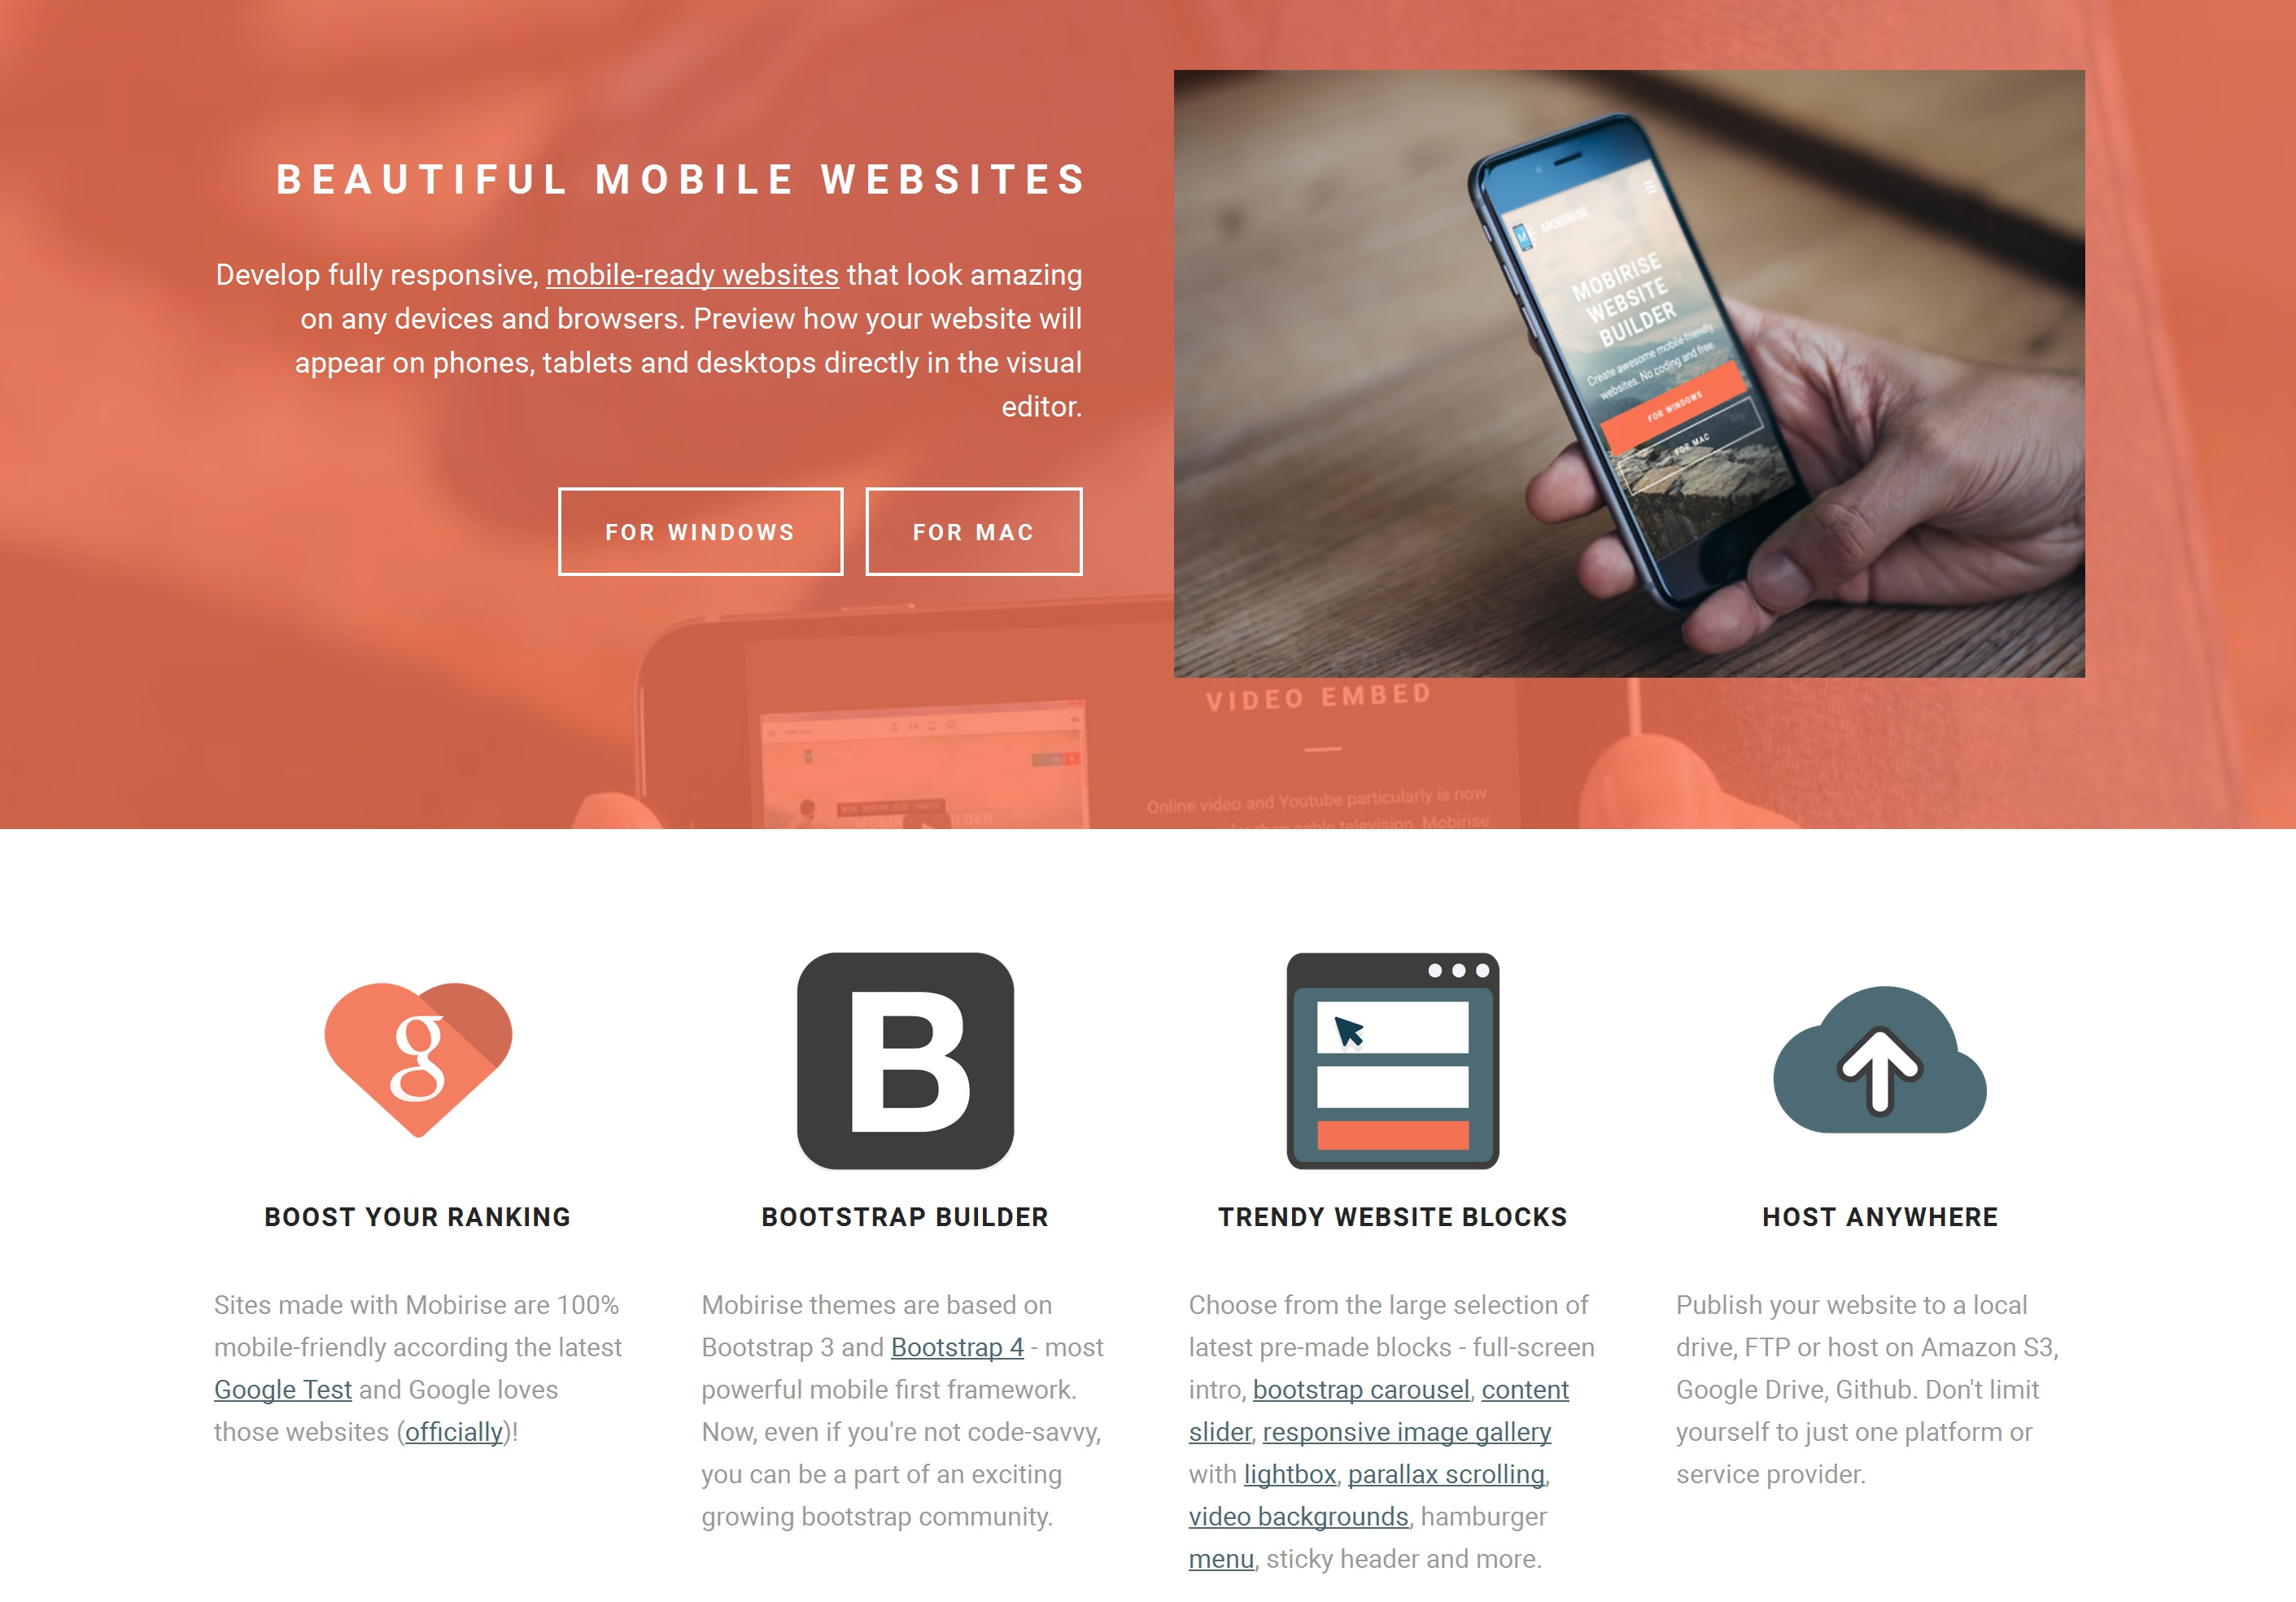 BEAUTIFUL MOBILE WEBSITES
Develop fully responsive, mobile-ready websites that look amazing
on any devices and browsers. Preview how your website will
appear on phones, tablets and desktops directly in the visual
editor.
FOR WINDOWS
FOR MAC
MOBIRISE
MOBIRISE
WEBSITE
BUILDER
Create awesome mobile-friendly
websites. No coding and free.
FOR WINDOWS
FOR MAC
VIDEO EMBED
Online video and Youtube particularly is now
than cable television. Mobirise
g
B
BOOST YOUR RANKING
Sites made with Mobirise are 100%
mobile-friendly according the latest
Google Test and Google loves
those websites (officially)!
BOOTSTRAP BUILDER
Mobirise themes are based on
Bootstrap 3 and Bootstrap 4 - most
powerful mobile first framework.
Now, even if you're not code-savvy,
you can be a part of an exciting
growing bootstrap community.
TRENDY WEBSITE BLOCKS
Choose from the large selection of
latest pre-made blocks - full-screen
intro, bootstrap carousel, content
slider, responsive image gallery
with lightbox, parallax scrolling,
video backgrounds, hamburger
menu, sticky header and more.
HOST ANYWHERE
Publish your website to a local
drive, FTP or host on Amazon S3,
Google Drive, Github. Don't limit
yourself to just one platform or
service provider.